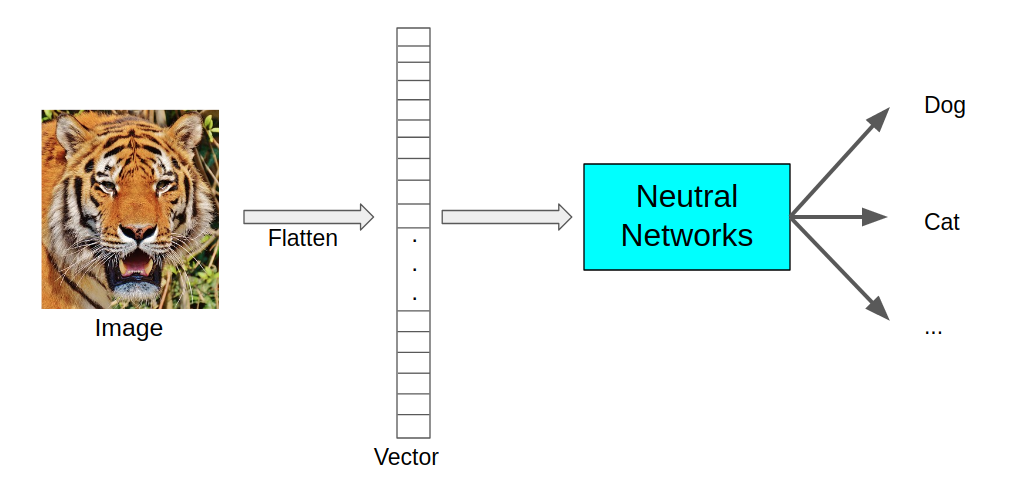 Image
Flatten
.
.
.
Vector
Neutral
Networks
Dog
Cat
...